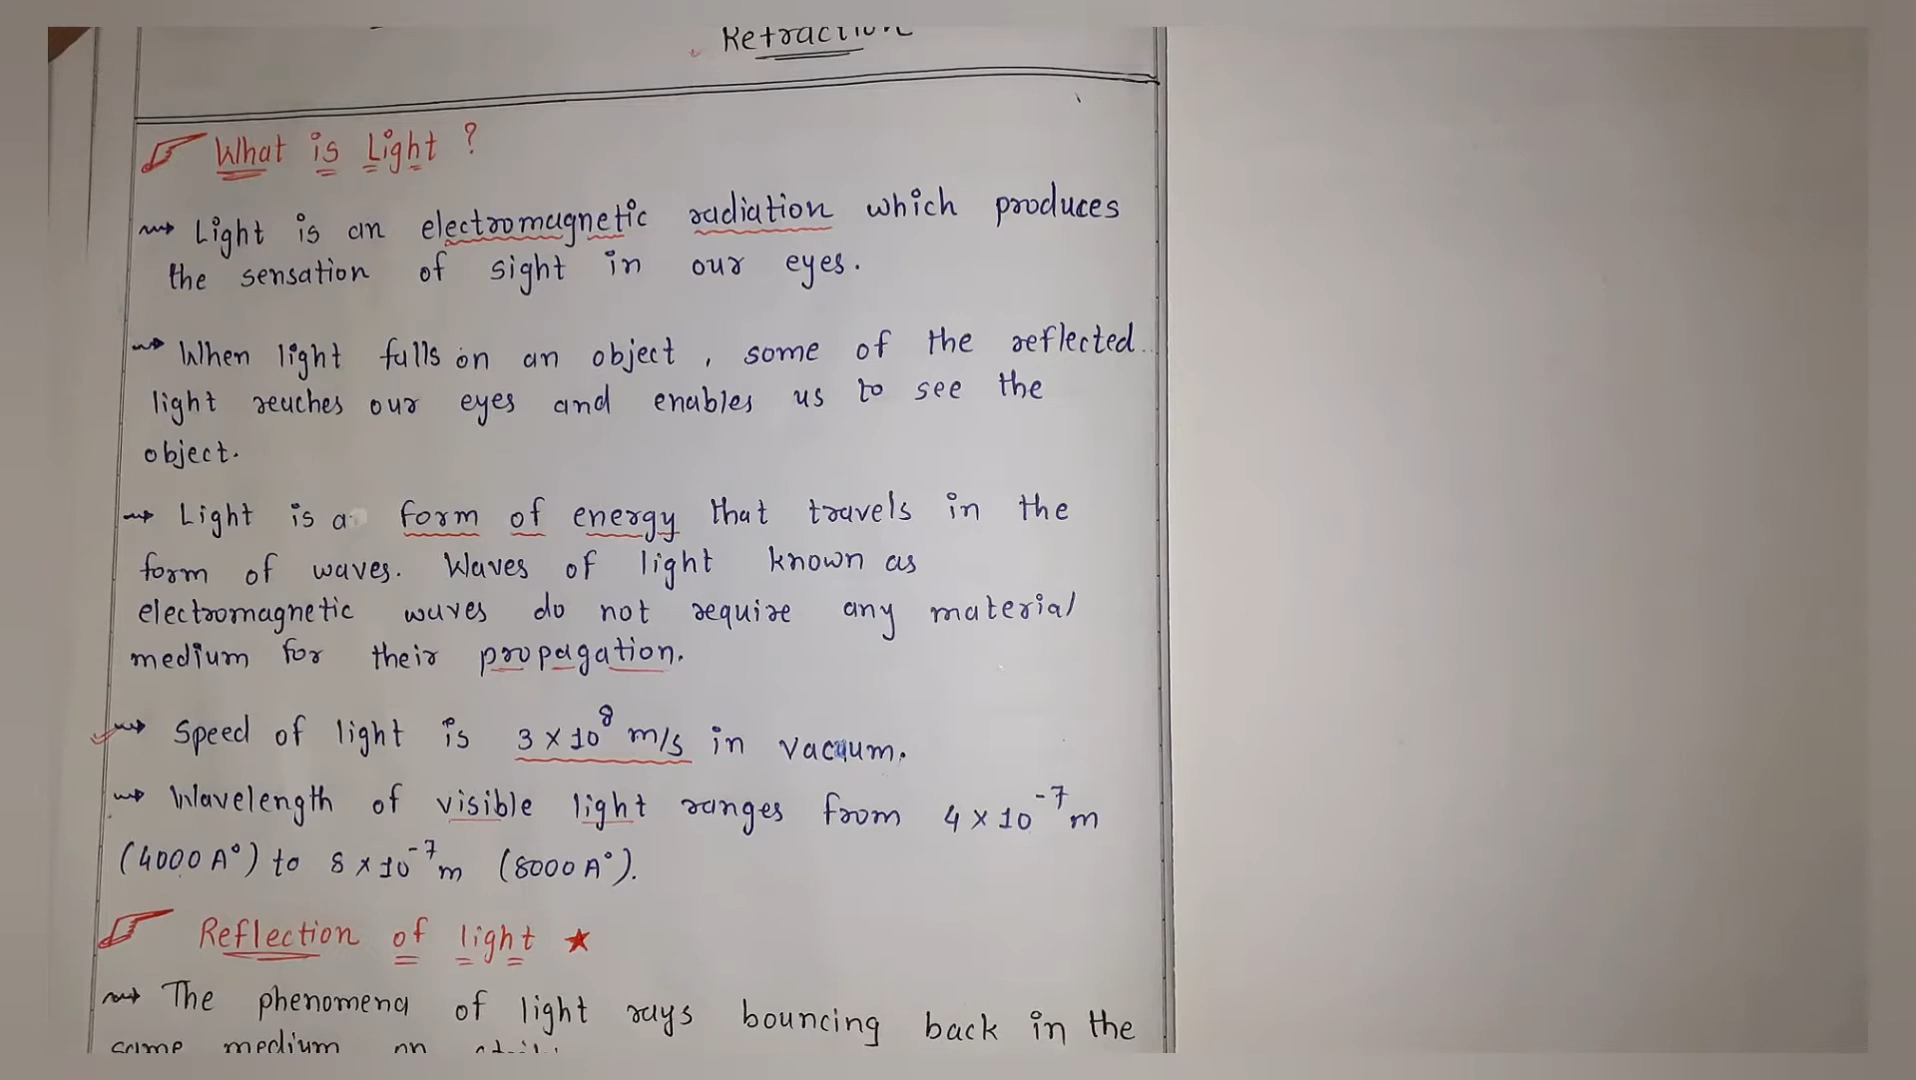 What is Light ?
Light is an electromagnetic radiation which produces
the sensation of sight in our eyes.
When light falls on an object, some of the reflected
light reaches our eyes and enables us to see the
object.
Light is a form of energy that travels in the
form of waves. Waves of light known as
electromagnetic waves do not require any material
medium for their propagation.
Speed of light is 3 × 10⁸ m/s in vacuum.
Wavelength of visible light ranges from 4 × 10⁻⁷ m
(4000 A°) to 8 × 10⁻⁷ m (8000 A°).
Reflection of light ★
The phenomena of light rays bouncing back in the
same medium on